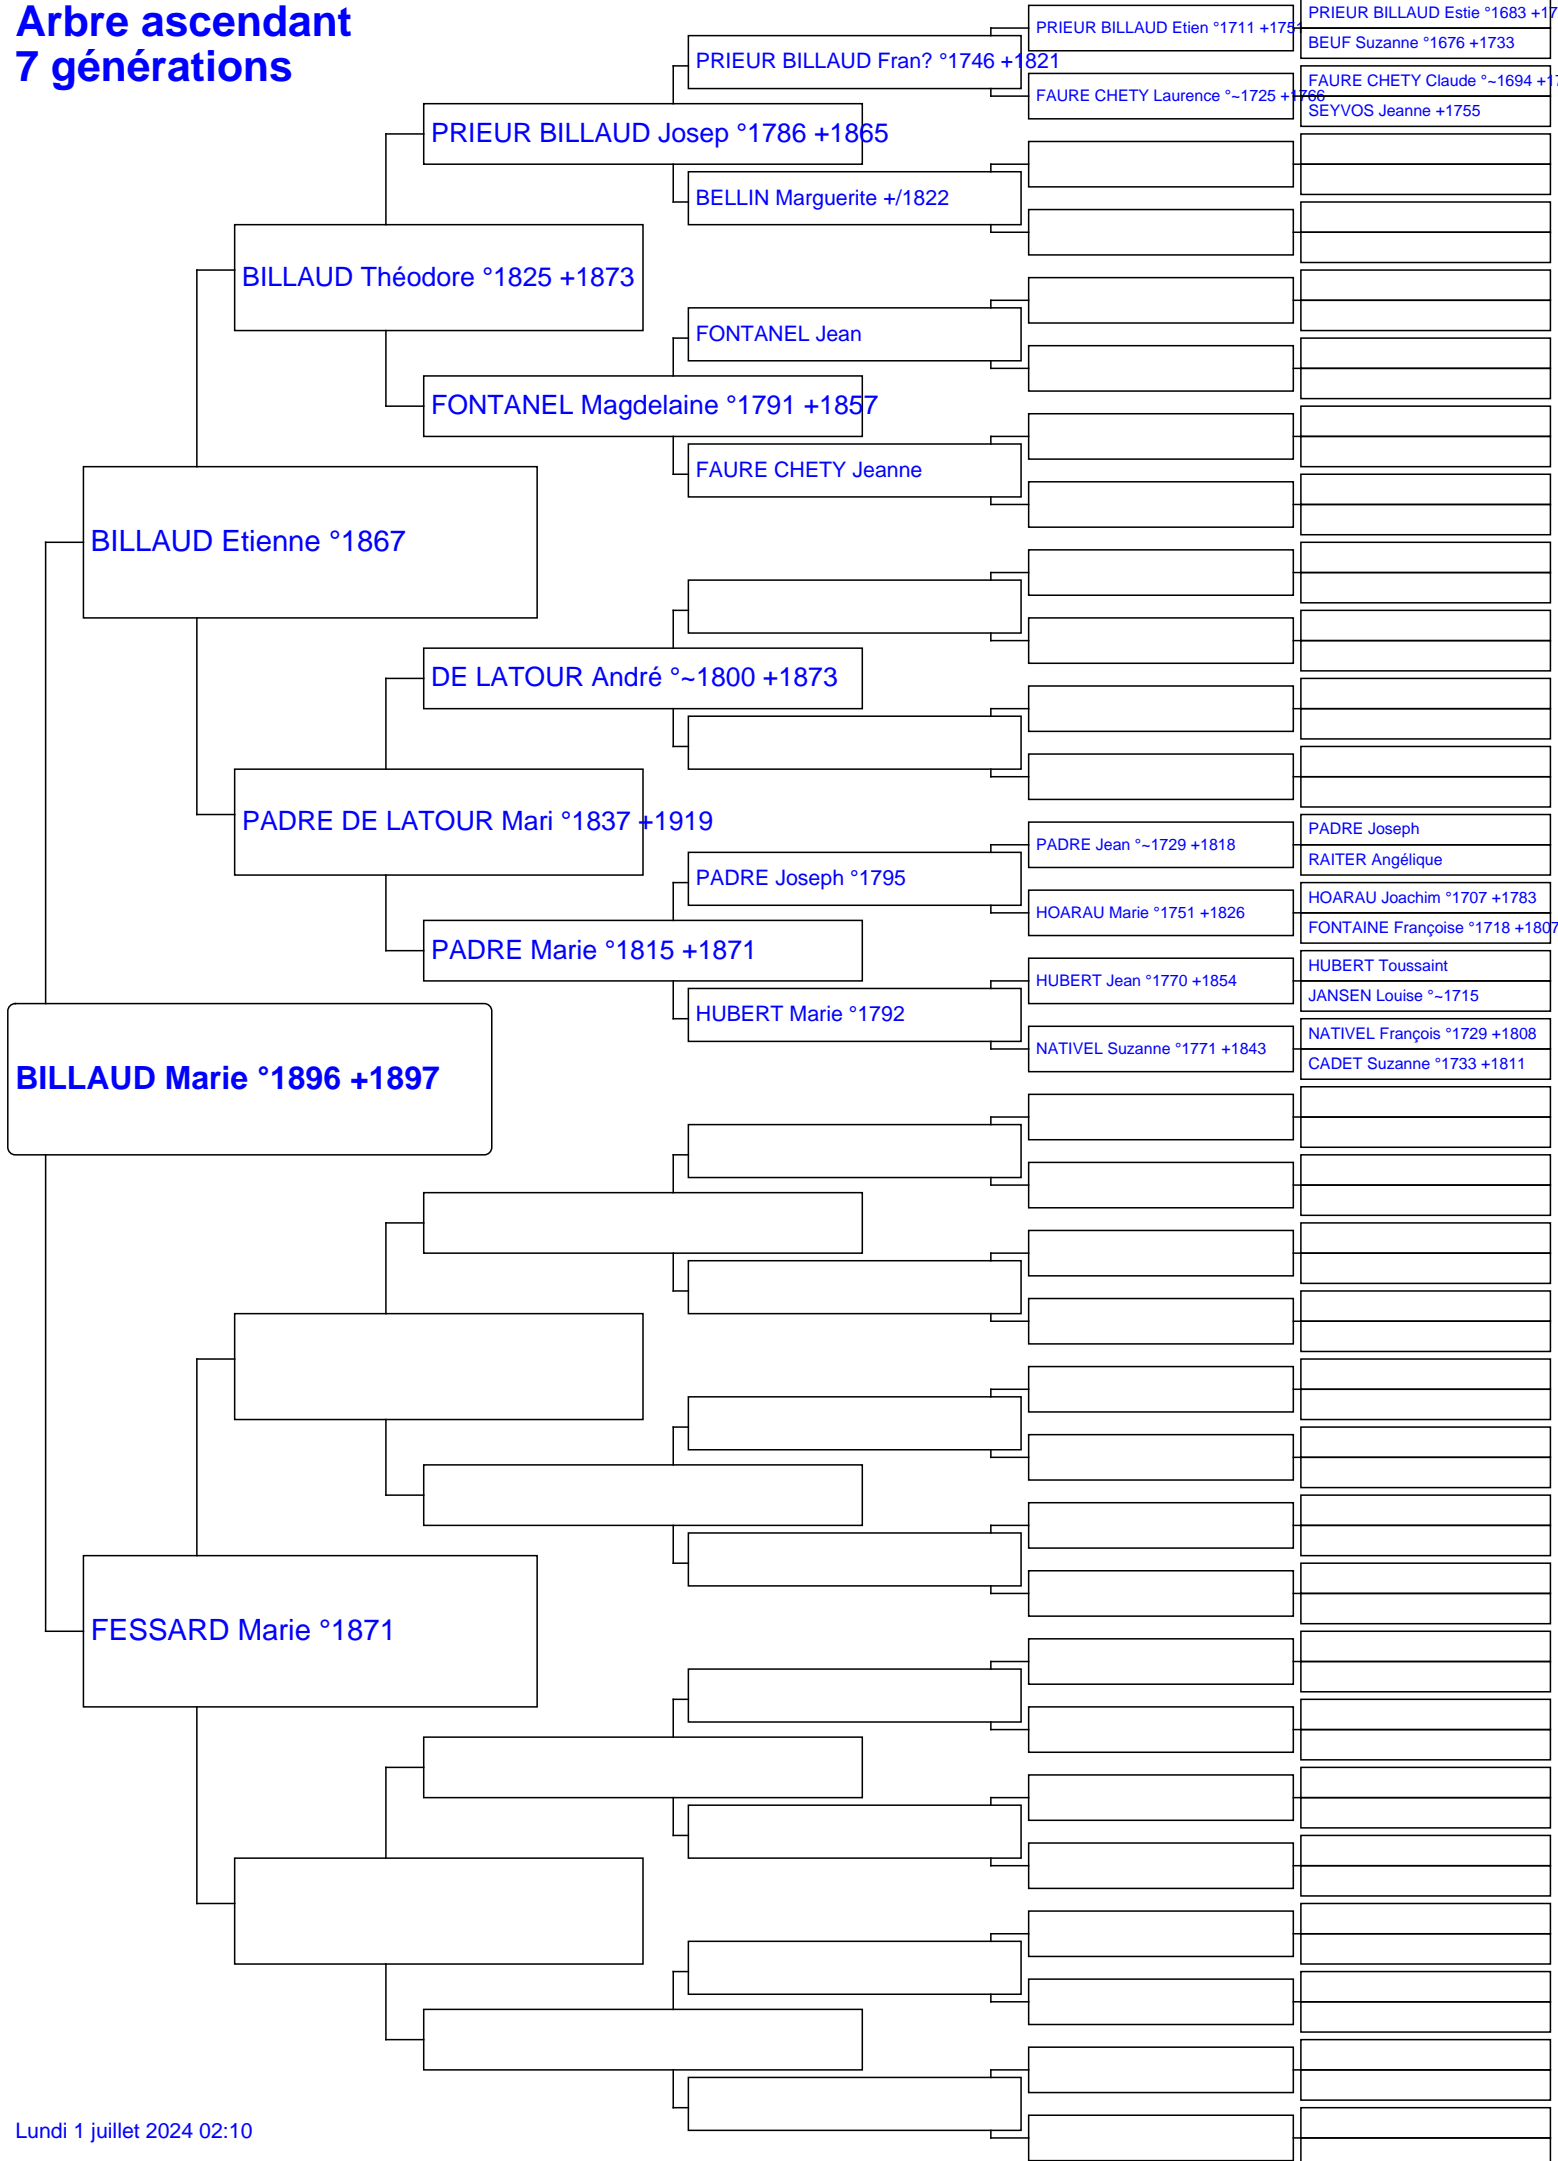 Arbre ascendant
7 générations
PRIEUR BILLAUD Estie °1683 +17
PRIEUR BILLAUD Etien °1711 +1751
BEUF Suzanne °1676 +1733
PRIEUR BILLAUD Fran? °1746 +1821
FAURE CHETY Claude °~1694 +17
FAURE CHETY Laurence °~1725 +1766
SEYVOS Jeanne +1755
PRIEUR BILLAUD Josep °1786 +1865
BELLIN Marguerite +/1822
BILLAUD Théodore °1825 +1873
FONTANEL Jean
FONTANEL Magdelaine °1791 +1857
FAURE CHETY Jeanne
BILLAUD Etienne °1867
DE LATOUR André °~1800 +1873
PADRE DE LATOUR Mari °1837 +1919
PADRE Joseph
PADRE Jean °~1729 +1818
RAITER Angélique
PADRE Joseph °1795
HOARAU Joachim °1707 +1783
HOARAU Marie °1751 +1826
FONTAINE Françoise °1718 +1807
PADRE Marie °1815 +1871
HUBERT Toussaint
HUBERT Jean °1770 +1854
JANSEN Louise °~1715
HUBERT Marie °1792
NATIVEL François °1729 +1808
NATIVEL Suzanne °1771 +1843
CADET Suzanne °1733 +1811
BILLAUD Marie °1896 +1897
FESSARD Marie °1871
Lundi 1 juillet 2024 02:10